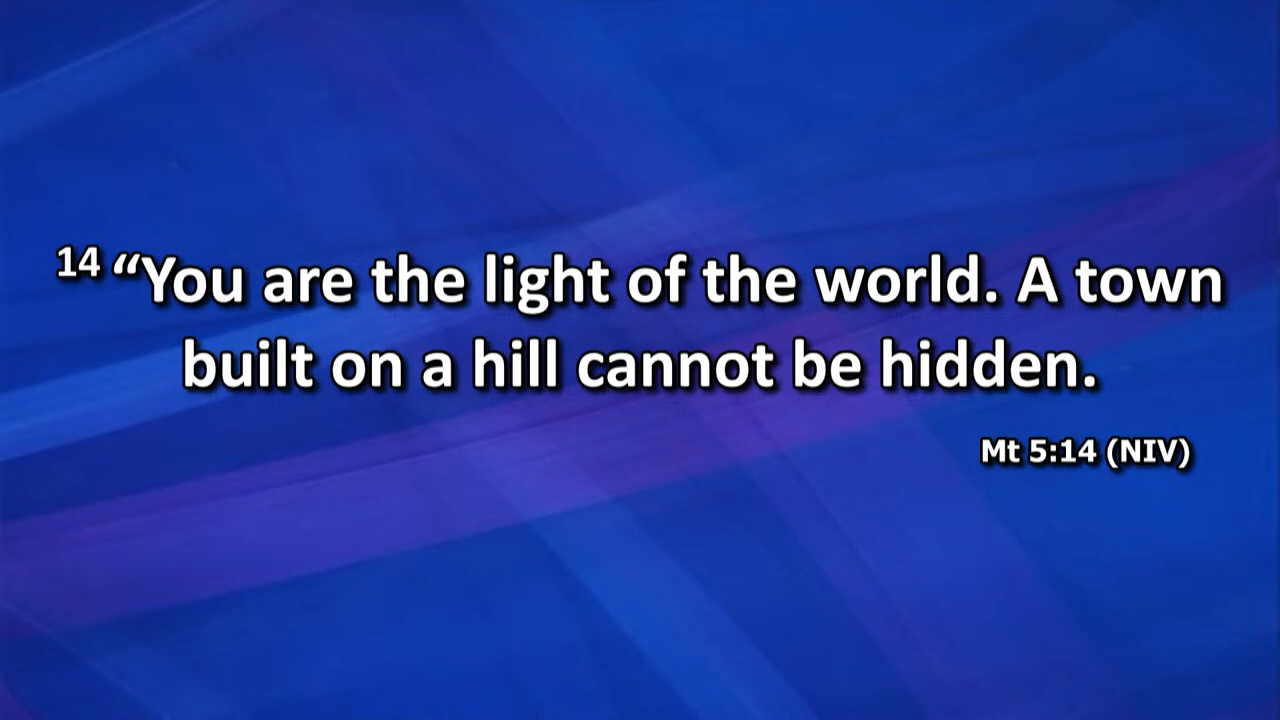 14 “You are the light of the world. A town
built on a hill cannot be hidden.
Mt 5:14 (NIV)